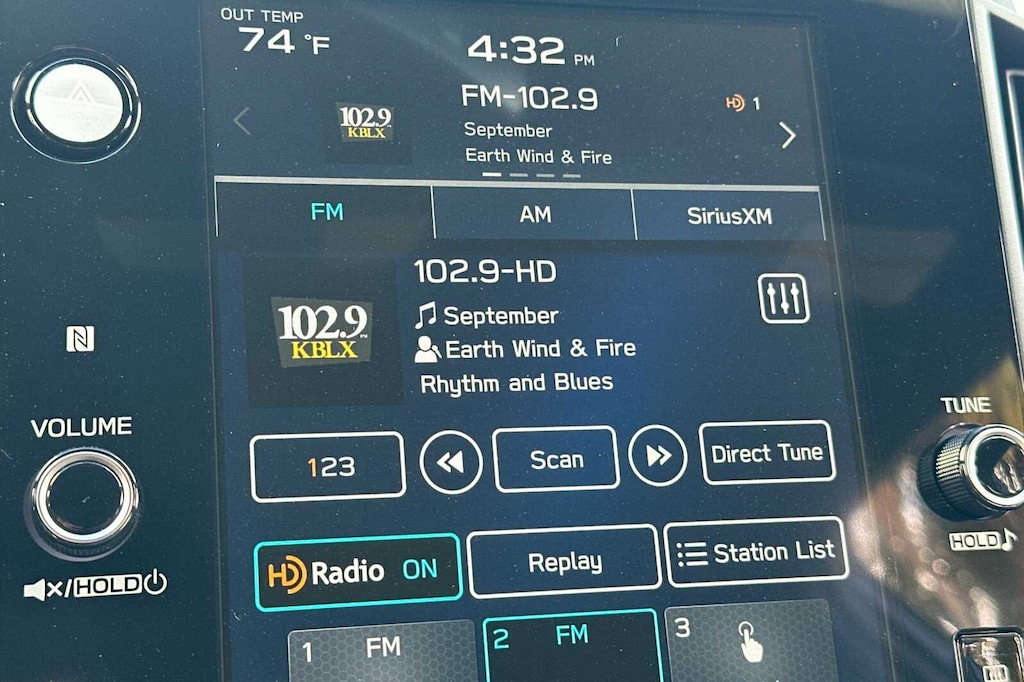 OUT TEMP
74 °F
4:32 PM
FM-102.9
HD 1
102.9
KBLX
September
Earth Wind & Fire
FM
AM
SiriusXM
102.9-HD
102.9
KBLX
September
Earth Wind & Fire
Rhythm and Blues
VOLUME
TUNE
123
Scan
Direct Tune
HOLD
HD Radio ON
Replay
Station List
×/HOLD
1
FM
2
FM
3